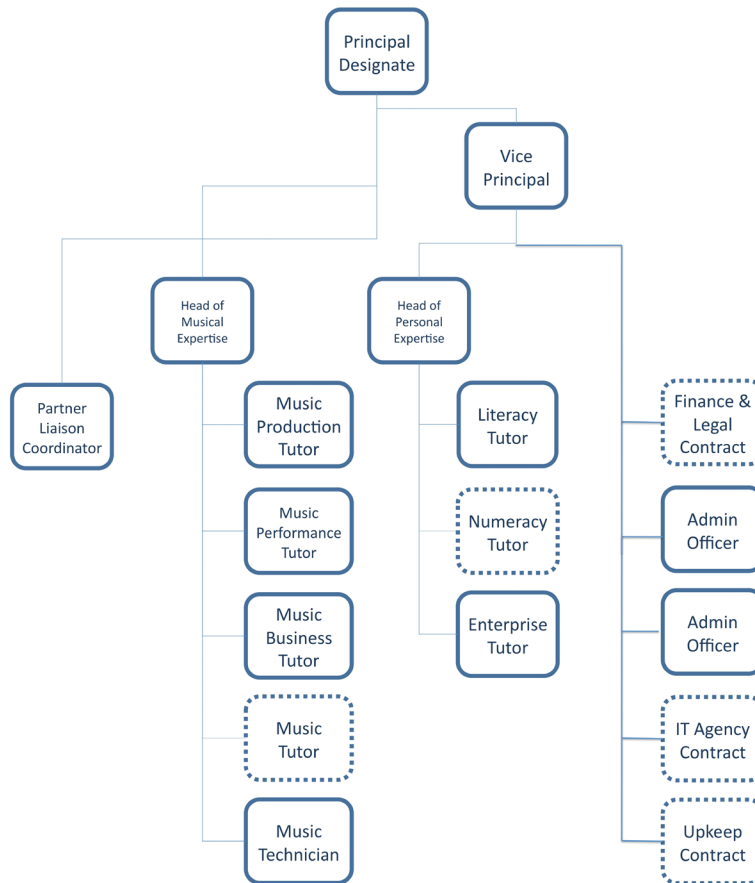 Principal
Designate
Vice
Principal
Head of
Musical
Expertise
Head of
Personal
Expertise
Partner
Liaison
Coordinator
Music
Production
Tutor
Literacy
Tutor
Finance &
Legal
Contract
Music
Performance
Tutor
Numeracy
Tutor
Admin
Officer
Music
Business
Tutor
Enterprise
Tutor
Admin
Officer
Music
Tutor
IT Agency
Contract
Music
Technician
Upkeep
Contract